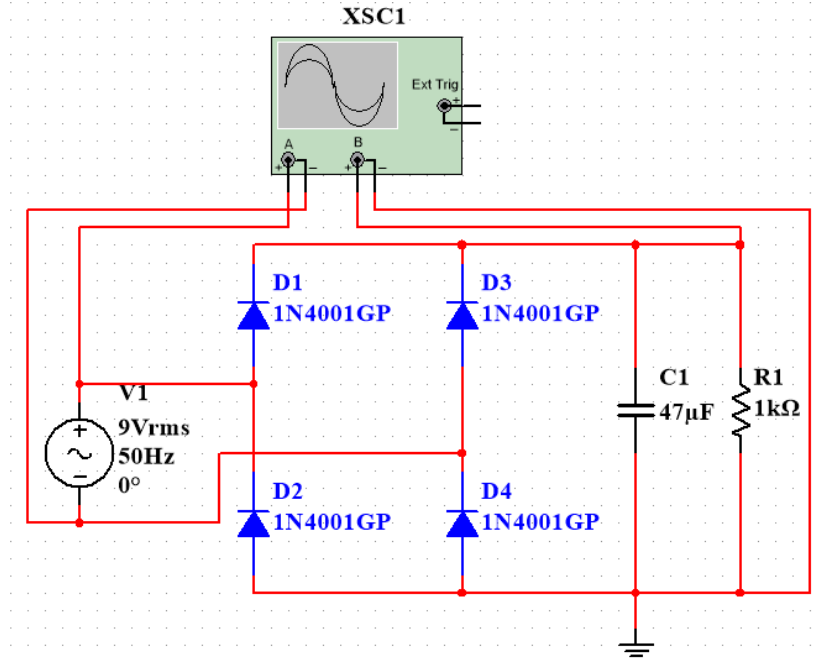 XSC1
Ext Trig
+
−
A
B
+
−
+
−
D1
1N4001GP
D3
1N4001GP
V1
+
−
9Vrms
50Hz
0°
C1
47µF
R1
1kΩ
D2
1N4001GP
D4
1N4001GP